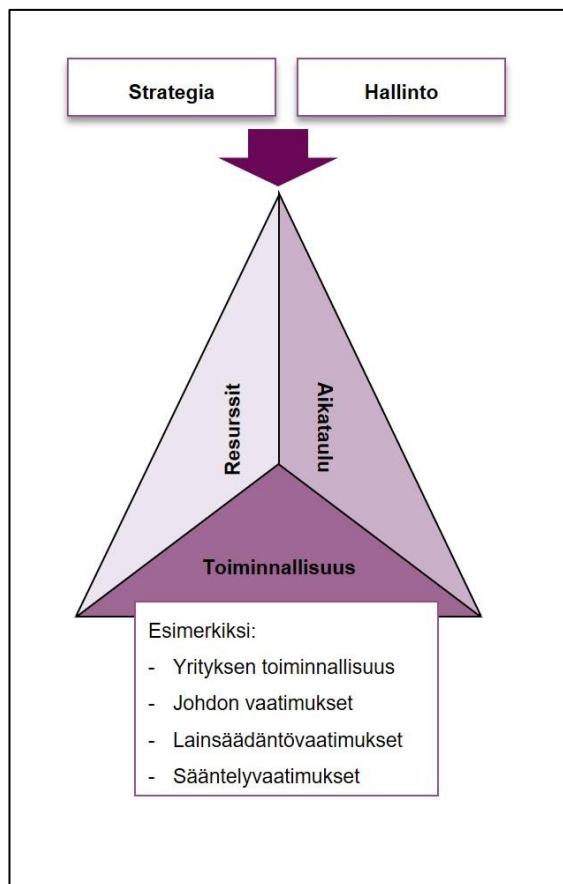 Strategia
Hallinto
Resurssit
Aikataulu
Toiminnallisuus
Esimerkiksi:
- Yrityksen toiminnallisuus
- Johdon vaatimukset
- Lainsäädäntövaatimukset
- Sääntelyvaatimukset